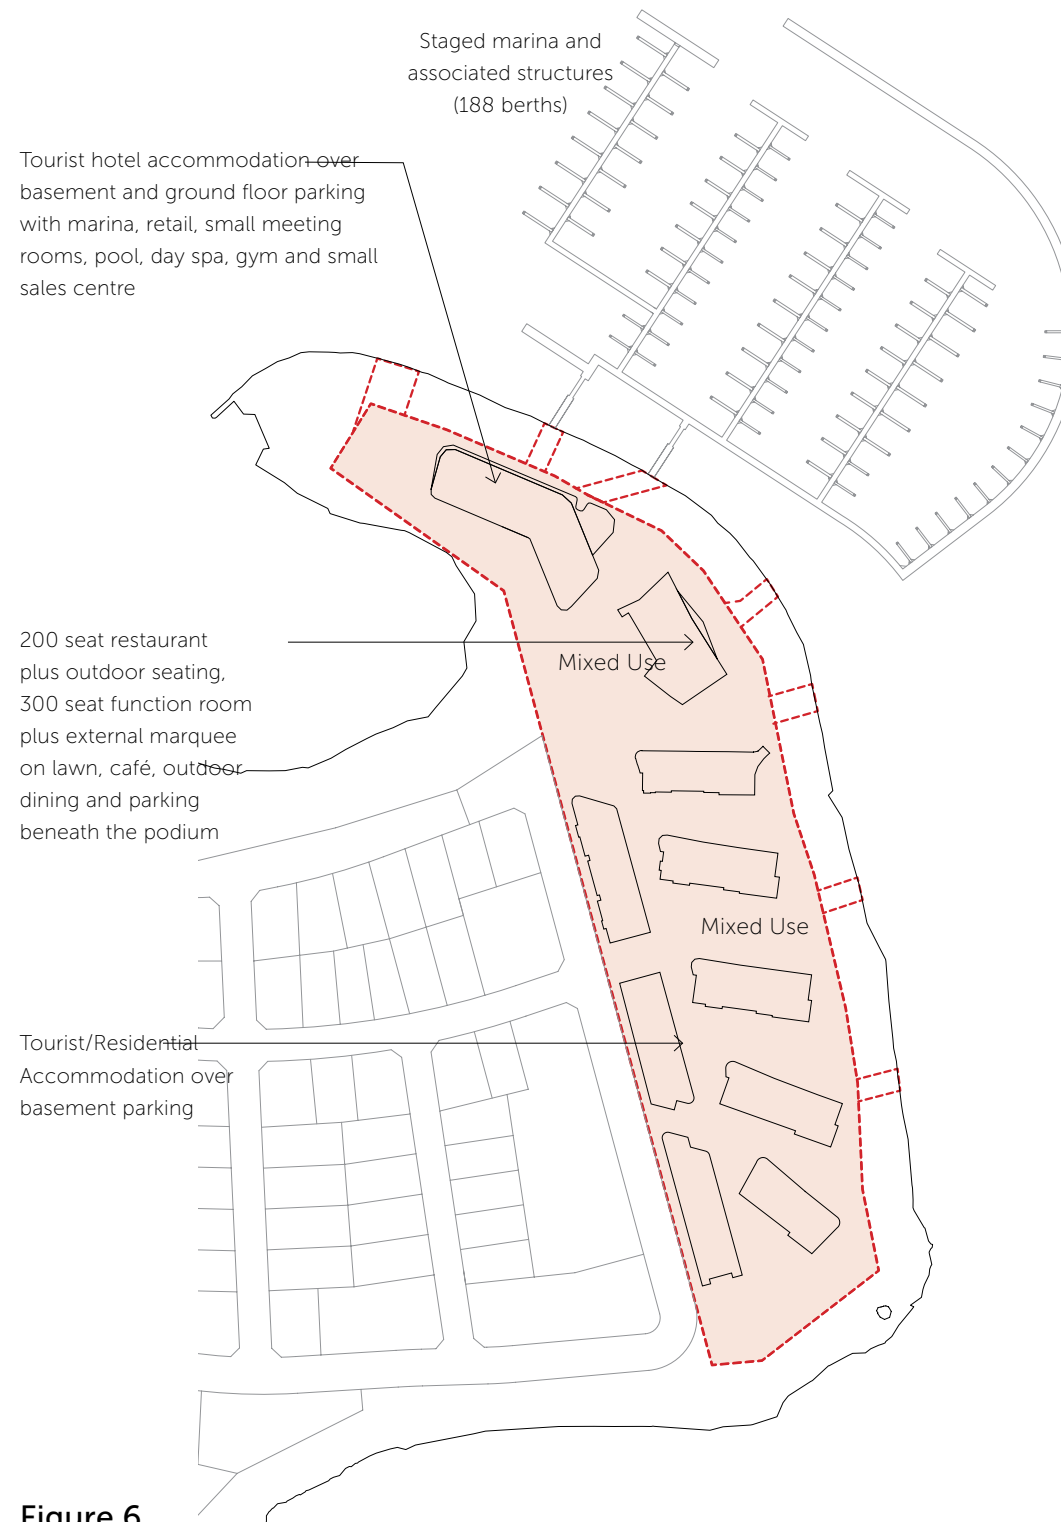 Staged marina and
associated structures
(188 berths)
Tourist hotel accommodation over
basement and ground floor parking
with marina, retail, small meeting
rooms, pool, day spa, gym and small
sales centre
200 seat restaurant
plus outdoor seating,
300 seat function room
plus external marquee
on lawn, café, outdoor
dining and parking
beneath the podium
Mixed Use
Mixed Use
Tourist/Residential
Accommodation over
basement parking
Figure 6